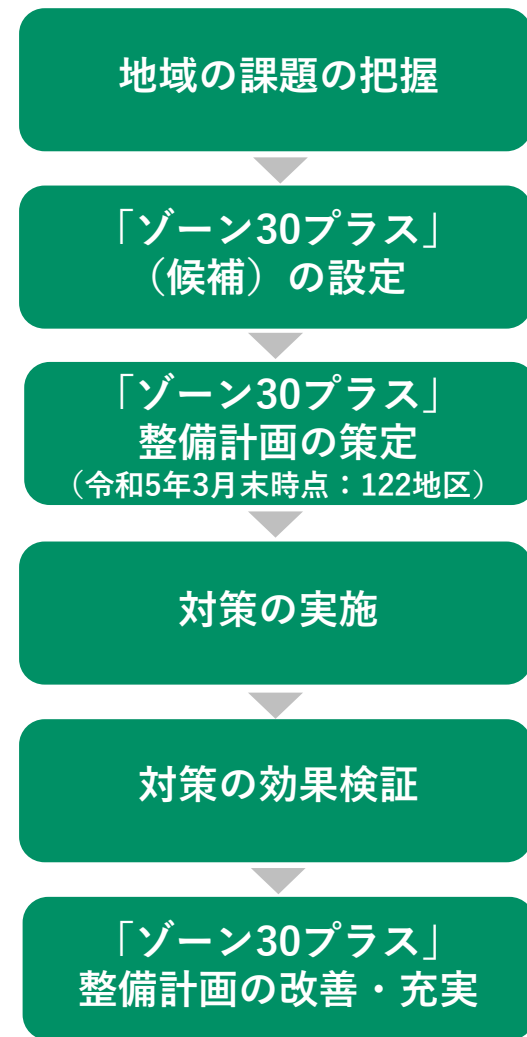 地域の課題の把握
「ゾーン30プラス」
（候補）の設定
「ゾーン30プラス」
整備計画の策定
（令和5年3月末時点：122地区）
対策の実施
対策の効果検証
「ゾーン30プラス」
整備計画の改善・充実